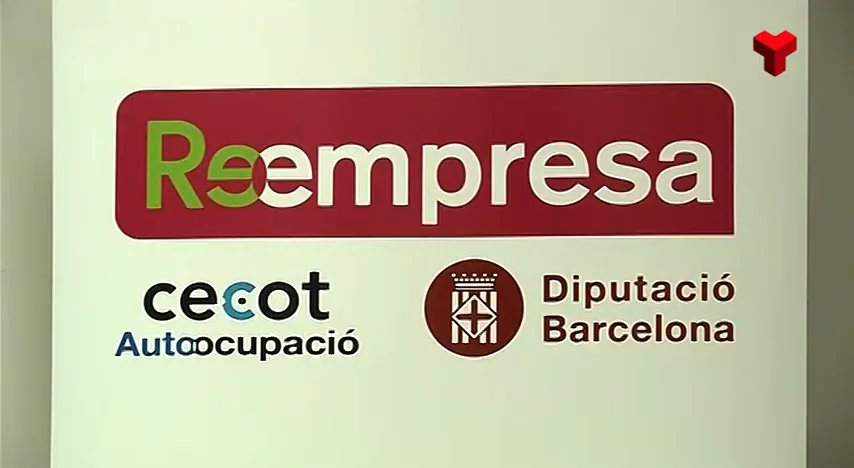 Reempresa
cecot
Autoocupació
Diputació
Barcelona